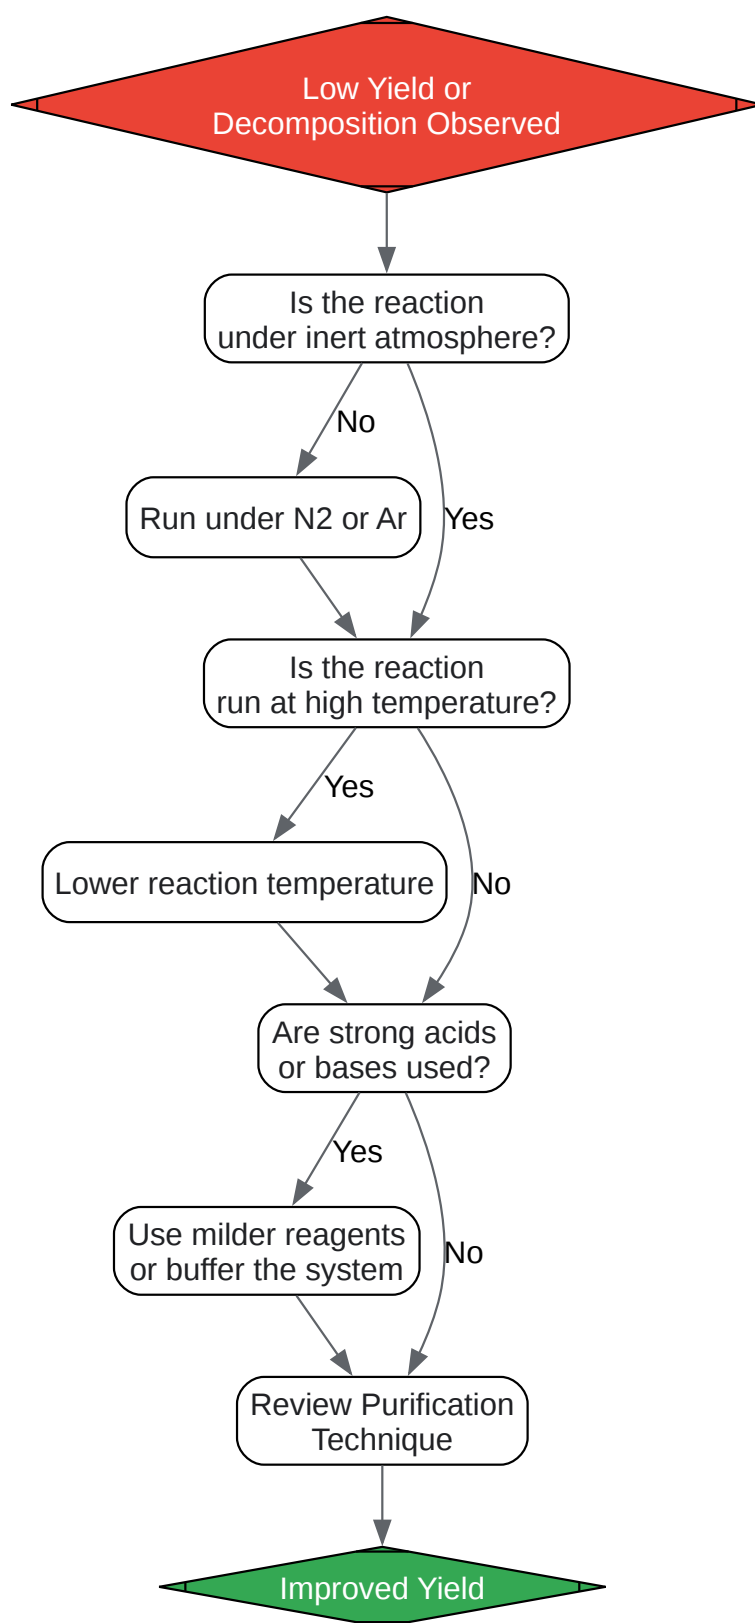 Low Yield or
Decomposition Observed
Is the reaction
under inert atmosphere?
No
Run under N2 or Ar
Yes
Is the reaction
run at high temperature?
Yes
Lower reaction temperature
No
Are strong acids
or bases used?
Yes
Use milder reagents
or buffer the system
No
Review Purification
Technique
Improved Yield